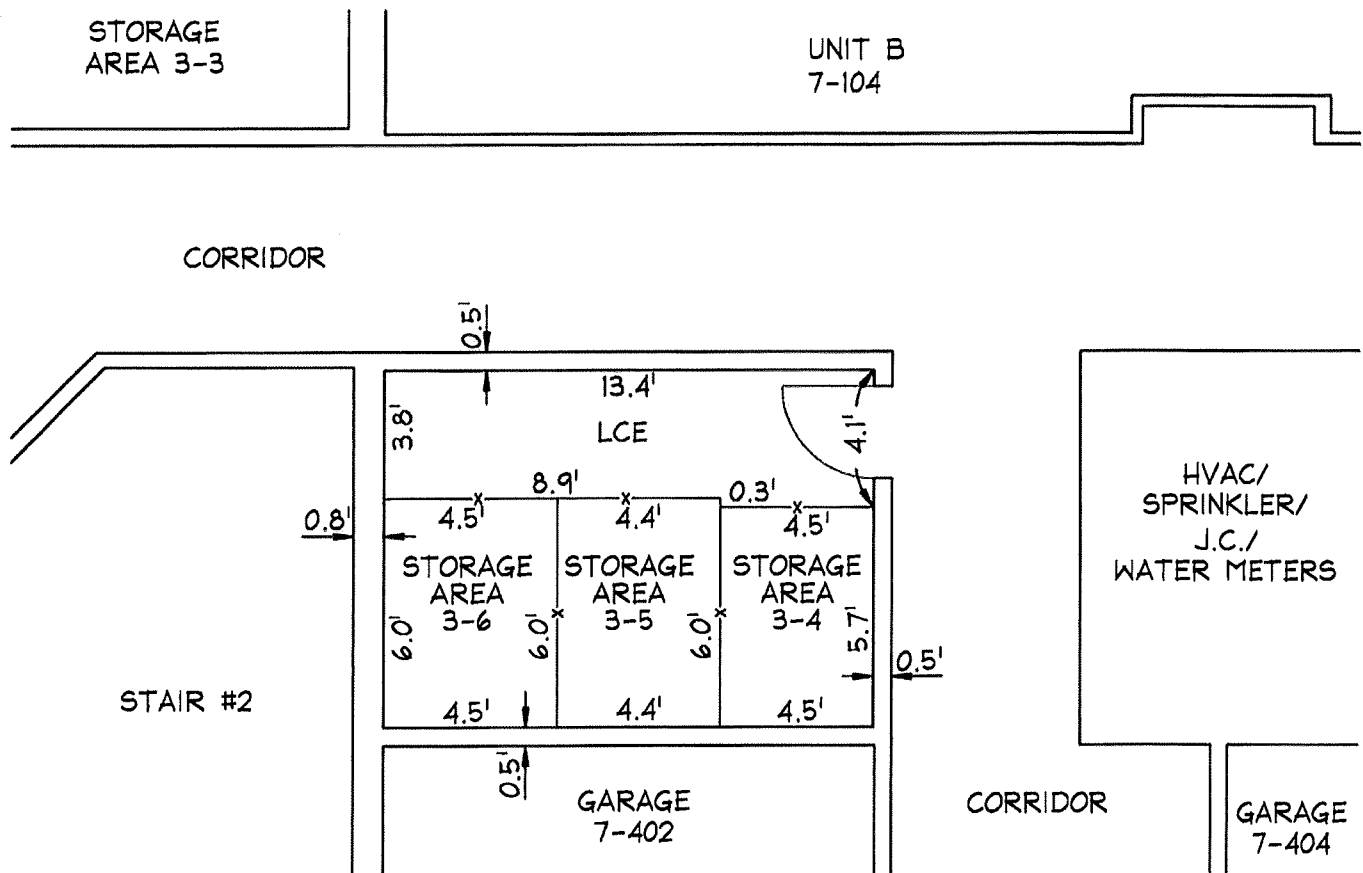 STORAGE
AREA 3-3
UNIT B
7-104
CORRIDOR
0.5'
13.4'
3.8'
LCE
4.1'
8.9'
0.3'
4.5'
4.4'
4.5'
0.8'
HVAC/
SPRINKLER/
J.C./
WATER METERS
STORAGE
AREA
3-6
STORAGE
AREA
3-5
STORAGE
AREA
3-4
6.0'
6.0'
6.0'
5.7'
0.5'
STAIR #2
4.5'
4.4'
4.5'
0.5'
GARAGE
7-402
CORRIDOR
GARAGE
7-404